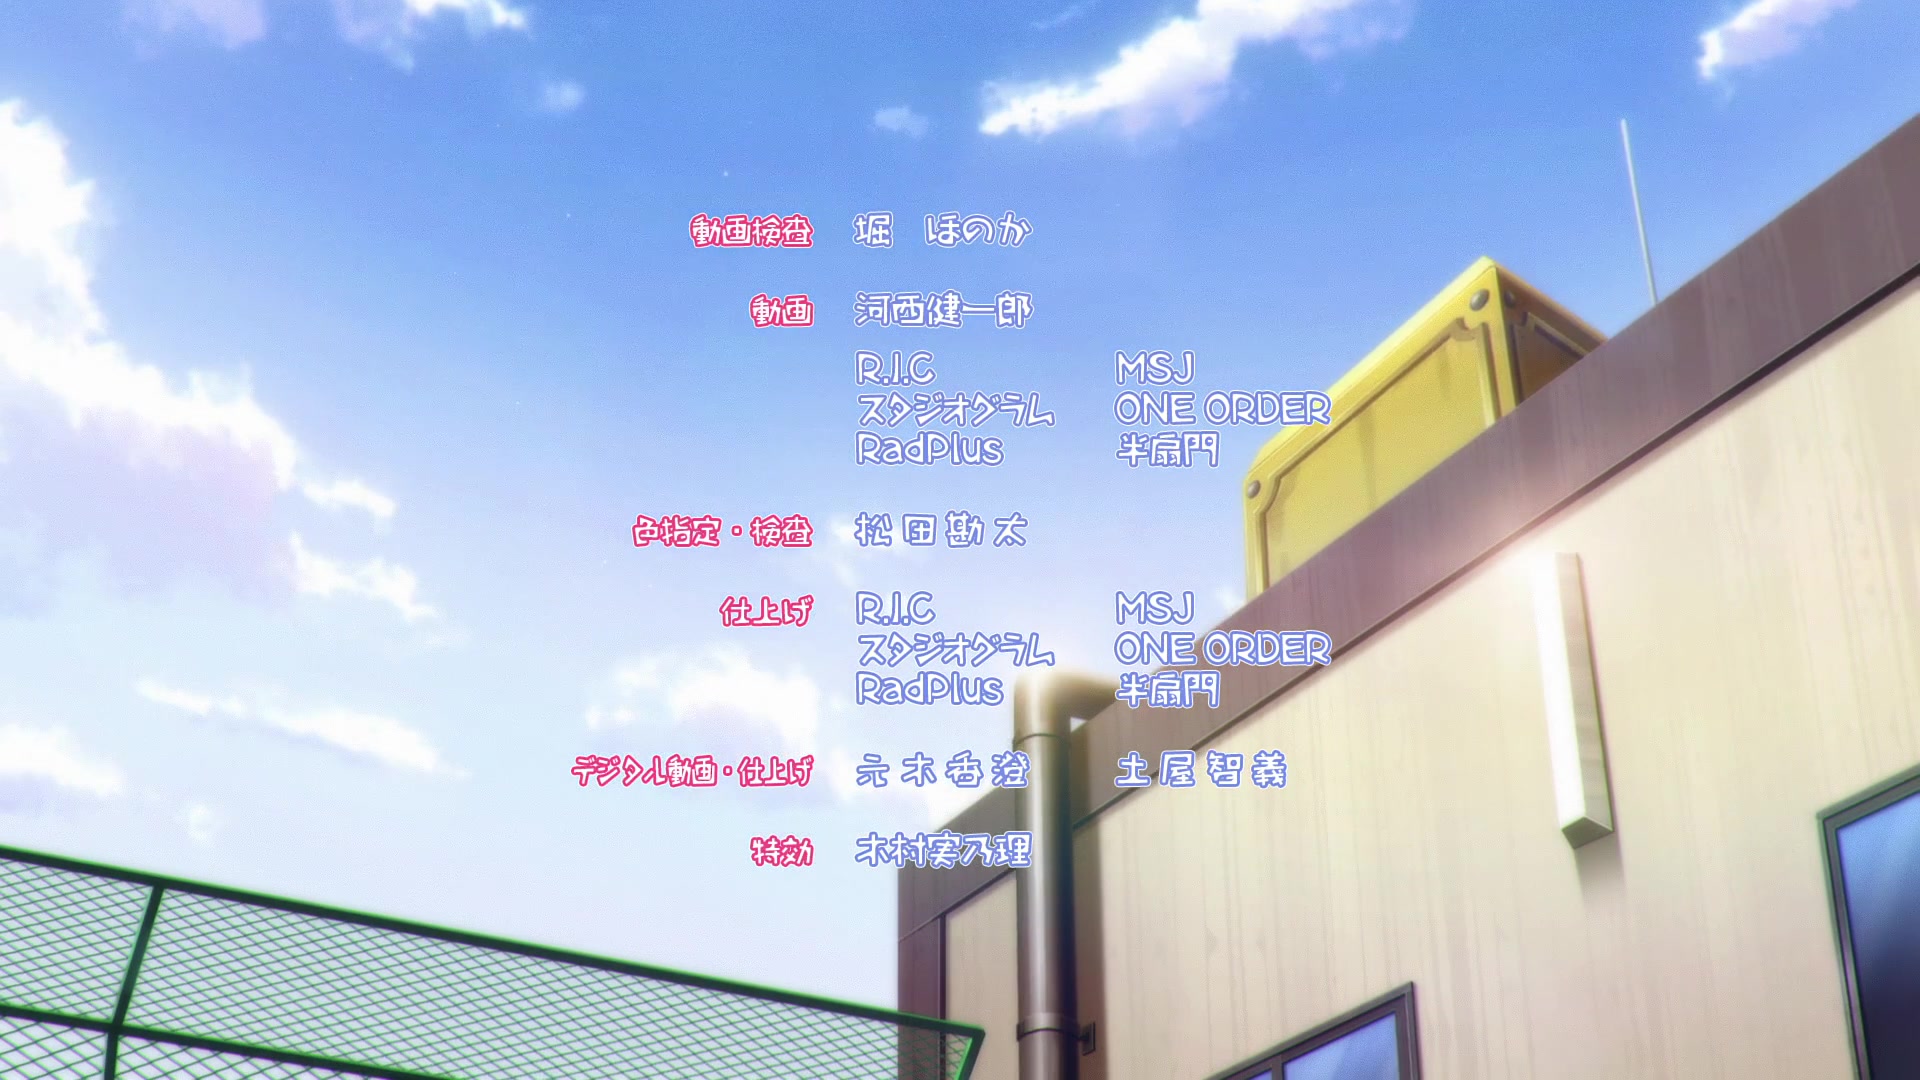 動画検査 堀 ほのか
動画 河西健一郎
R.I.C MSJ
スタジオグラム ONE ORDER
RadPlus 半扇門
色指定・検査 松田勘太
仕上げ R.I.C MSJ
スタジオグラム ONE ORDER
RadPlus 半扇門
デジタル動画・仕上げ 元木香澄 土屋智義
特効 木村実乃理